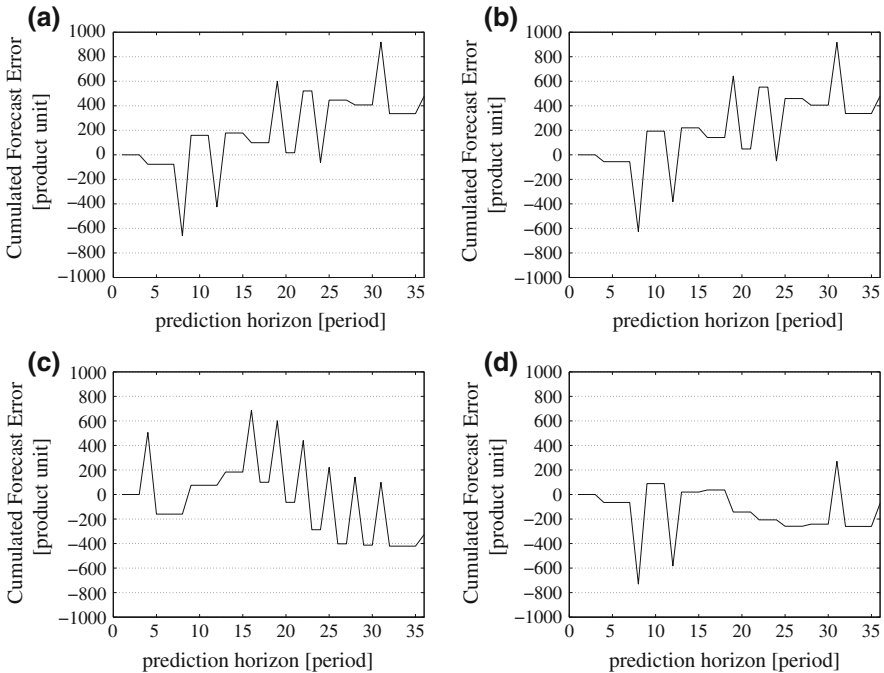 (a)
Cumulated Forecast Error
[product unit]
1000
800
600
400
200
0
−200
−400
−600
−800
−1000
0 5 10 15 20 25 30 35
prediction horizon [period]
(b)
Cumulated Forecast Error
[product unit]
1000
800
600
400
200
0
−200
−400
−600
−800
−1000
0 5 10 15 20 25 30 35
prediction horizon [period]
(c)
Cumulated Forecast Error
[product unit]
1000
800
600
400
200
0
−200
−400
−600
−800
−1000
0 5 10 15 20 25 30 35
prediction horizon [period]
(d)
Cumulated Forecast Error
[product unit]
1000
800
600
400
200
0
−200
−400
−600
−800
−1000
0 5 10 15 20 25 30 35
prediction horizon [period]